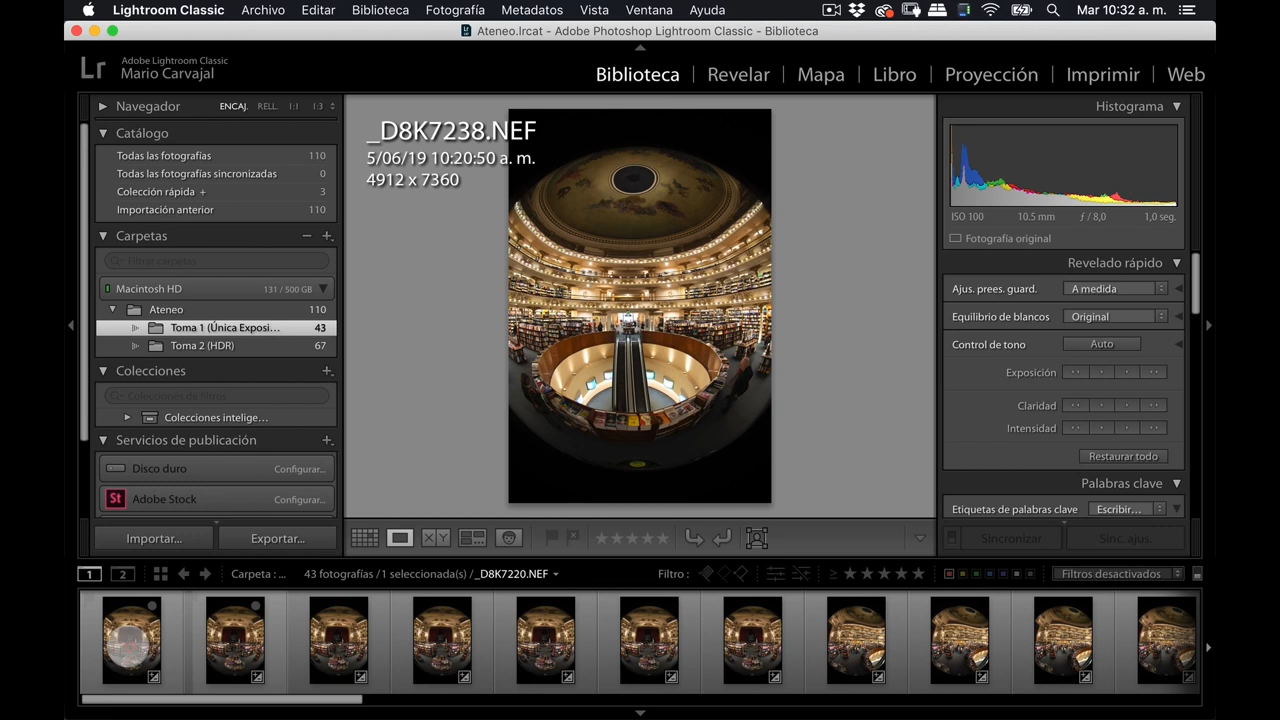 Lightroom Classic Archivo Editar Biblioteca Fotografía Metadatos Vista Ventana Ayuda Mar 10:32 a. m.
Ateneo.lrcat - Adobe Photoshop Lightroom Classic - Biblioteca
Lr Adobe Lightroom Classic
Mario Carvajal
Biblioteca | Revelar | Mapa | Libro | Proyección | Imprimir | Web
Navegador ENCAJ. RELL. 1:1 1:3
Catálogo
Todas las fotografías 110
Todas las fotografías sincronizadas 0
Colección rápida + 3
Importación anterior 110
Carpetas
Filtrar carpetas
Macintosh HD 131 / 500 GB
Ateneo 110
Toma 1 (Única Exposi... 43
Toma 2 (HDR) 67
Colecciones
Colecciones de filtros
Colecciones intelige...
Servicios de publicación
Disco duro Configurar...
St Adobe Stock Configurar...
Importar... Exportar...
_D8K7238.NEF
5/06/19 10:20:50 a. m.
4912 x 7360
Histograma
ISO 100 10.5 mm ƒ / 8,0 1,0 seg.
Fotografía original
Revelado rápido
Ajus. prees. guard. A medida
Equilibrio de blancos Original
Control de tono Auto
Exposición
Claridad
Intensidad
Restaurar todo
Palabras clave
Etiquetas de palabras clave Escribir...
Sincronizar Sinc. ajus.
X Y
1 2 Carpeta : ... 43 fotografías / 1 seleccionada(s) / _D8K7220.NEF Filtro : ≥ Filtros desactivados